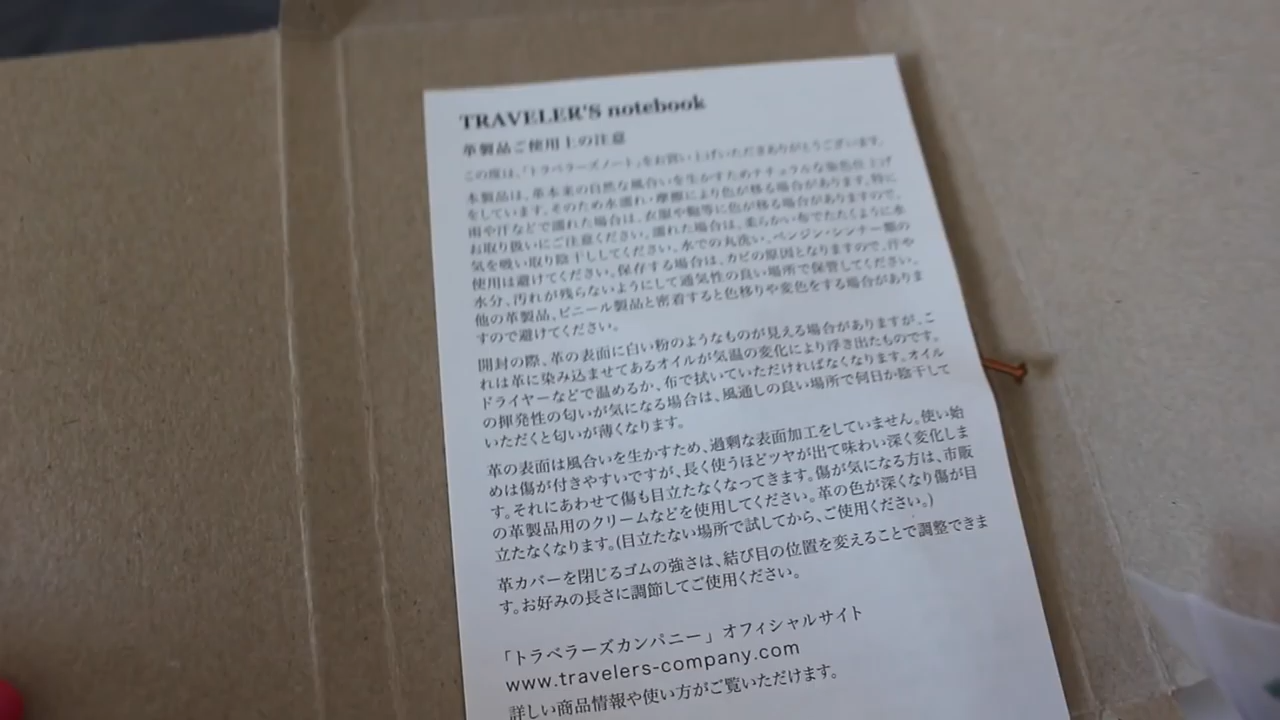 TRAVELER'S notebook
革製品ご使用上の注意
この度は、「トラベラーズノート」をお買い上げいただきありがとうございます。
本製品は、革本来の自然な風合いを生かすためナチュラルな染色仕上げ
をしています。そのため水濡れ・摩擦により色が移る場合があります。特に
雨や汗などで濡れた場合は、衣服や鞄等に色が移る場合がありますので、
お取り扱いにご注意ください。濡れた場合は、柔らかい布でたたくように水
気を吸い取り陰干ししてください。水での丸洗い、ベンジン・シンナー類の
使用は避けてください。保存する場合は、カビの原因となりますので、汗や
水分、汚れが残らないようにして通気性の良い場所で保管してください。
他の革製品、ビニール製品と密着すると色移りや変色をする場合がありま
すので避けてください。
開封の際、革の表面に白い粉のようなものが見える場合がありますが、こ
れは革に染み込ませてあるオイルが気温の変化により浮き出たものです。
ドライヤーなどで温めるか、布で拭いていただければなくなります。オイル
の揮発性の匂いが気になる場合は、風通しの良い場所で何日か陰干して
いただくと匂いが薄くなります。
革の表面は風合いを生かすため、過剰な表面加工をしていません。使い始
めは傷が付きやすいですが、長く使うほどツヤが出て味わい深く変化しま
す。それにあわせて傷も目立たなくなってきます。傷が気になる方は、市販
の革製品用のクリームなどを使用してください。革の色が深くなり傷が目
立たなくなります。(目立たない場所で試してから、ご使用ください。)
革カバーを閉じるゴムの強さは、結び目の位置を変えることで調整できま
す。お好みの長さに調節してご使用ください。
「トラベラーズカンパニー」オフィシャルサイト
www.travelers-company.com
詳しい商品情報や使い方がご覧いただけます。